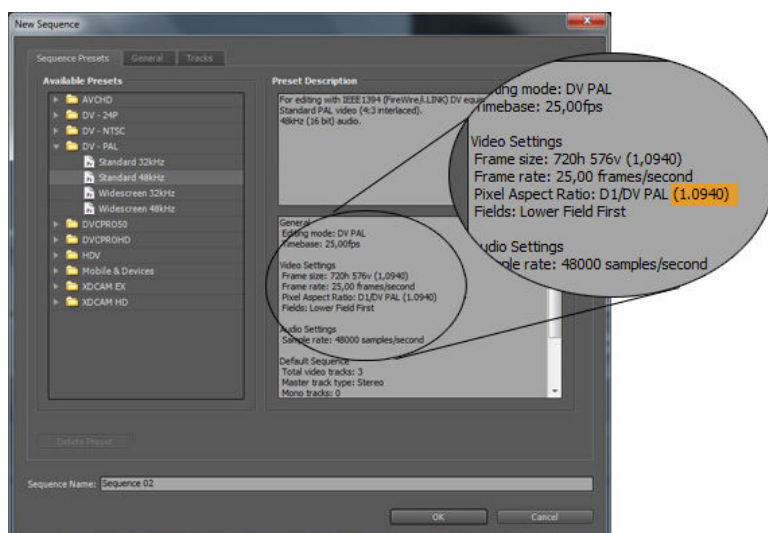 New Sequence
Sequence Presets General Tracks
Available Presets
AVCHD
DV - 24P
DV - NTSC
DV - PAL
Standard 32kHz
Standard 48kHz
Widescreen 32kHz
Widescreen 48kHz
DVCPRO50
DVCPROHD
HDV
Mobile & Devices
XDCAM EX
XDCAM HD
Preset Description
For editing with IEEE1394 (FireWire/i.LINK) DV equip
Standard PAL video (4:3 interlaced).
48kHz (16 bit) audio.
General
Editing mode: DV PAL
Timebase: 25,00fps
Video Settings
Frame size: 720h 576v (1,0940)
Frame rate: 25,00 frames/second
Pixel Aspect Ratio: D1/DV PAL (1.0940)
Fields: Lower Field First
Audio Settings
Sample rate: 48000 samples/second
Default Sequence
Total video tracks: 3
Master track type: Stereo
Mono tracks: 0
ting mode: DV PAL
Timebase: 25,00fps
Video Settings
Frame size: 720h 576v (1,0940)
Frame rate: 25,00 frames/second
Pixel Aspect Ratio: D1/DV PAL (1.0940)
Fields: Lower Field First
udio Settings
ple rate: 48000 samples/second
Delete Preset
Sequence Name: Sequence 02
OK Cancel